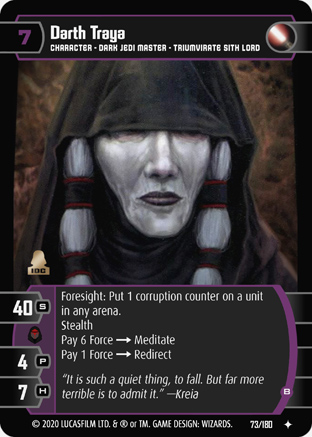 7
Darth Traya
CHARACTER - DARK JEDI MASTER - TRIUMVIRATE SITH LORD
IDC
40 S
Foresight: Put 1 corruption counter on a unit
in any arena.
Stealth
Pay 6 Force → Meditate
4 P
Pay 1 Force → Redirect
7 H
“It is such a quiet thing, to fall. But far more
terrible is to admit it.” —Kreia
B
© 2020 LUCASFILM LTD. & ® or TM. GAME DESIGN: WIZARDS.
73/180